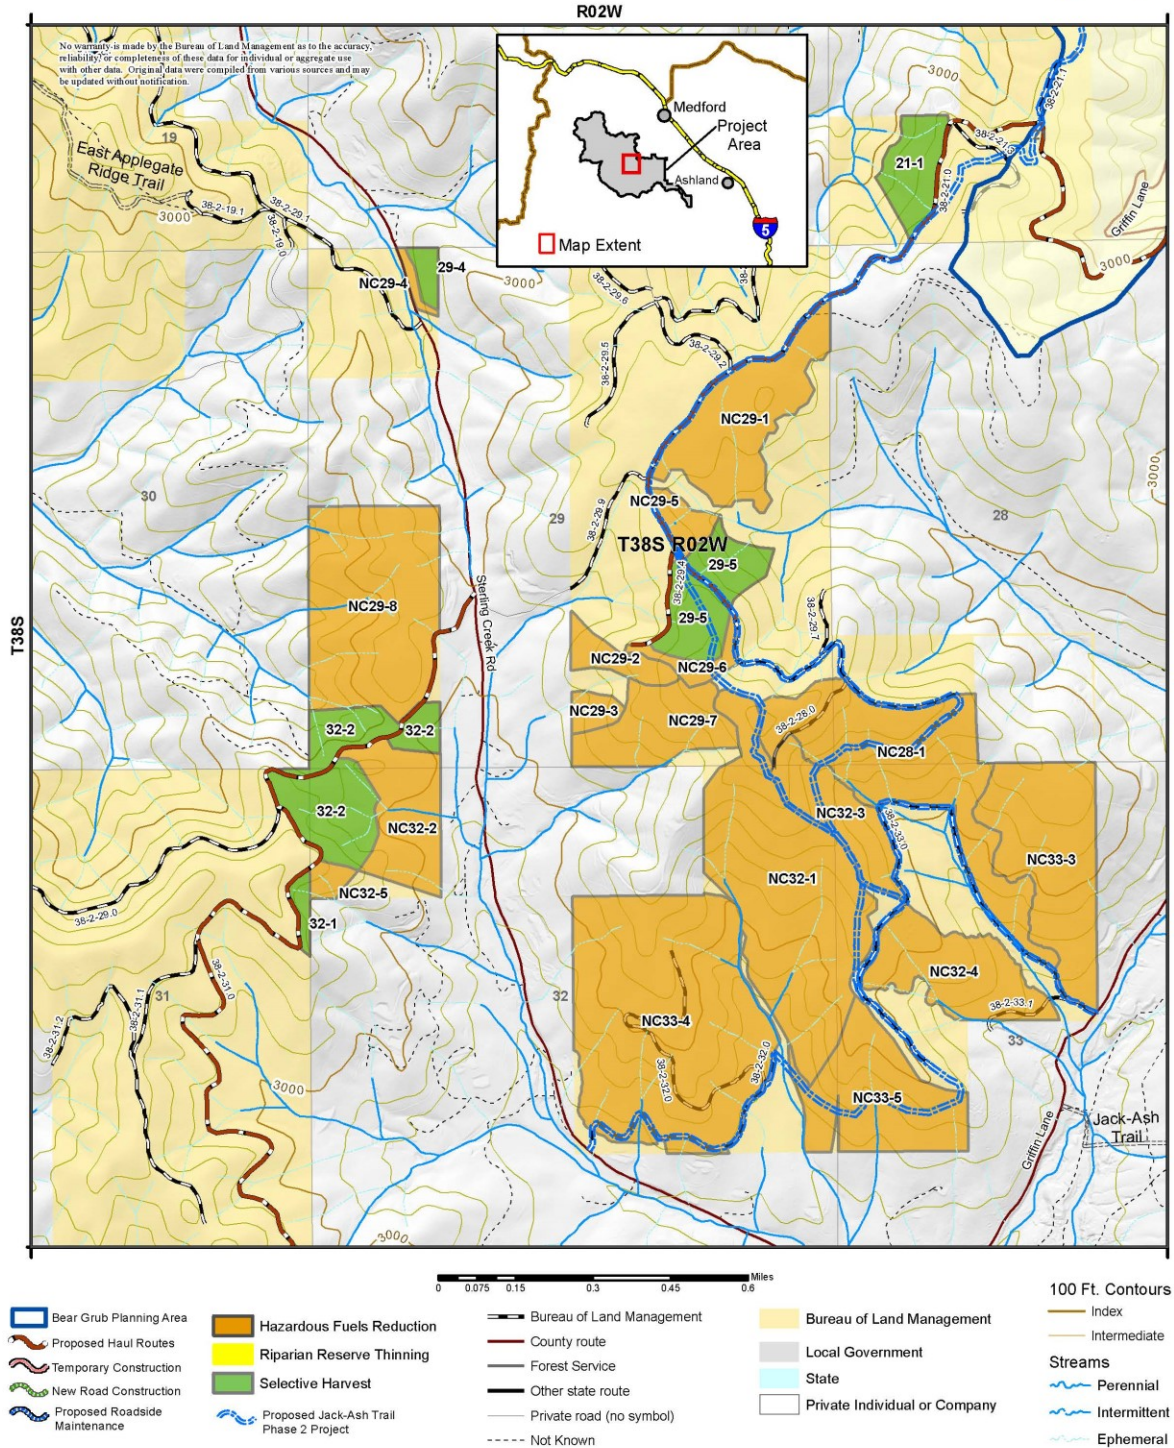 R02W
No warranty is made by the Bureau of Land Management as to the accuracy,
reliability, or completeness of these data for individual or aggregate use
with other data. Original data were compiled from various sources and may
be updated without notification.
Medford
Project
Area
Ashland
5
Map Extent
3000
38-2-21.1
19
East Applegate
Ridge Trail
38-2-21.3
21-1
38-2-21.0
Griffin Lane
38-2-19.1
38-2-29.1
3000
38-2-19.0
29-4
NC29-4
3000
3000
38-2-29.6
38-2-29.5
38-2-29.2
NC29-1
3000
30
29
NC29-5
28
38-2-29.9
T38S R02W
29-5
38-2-29.4
NC29-8
Sterling Creek Rd
29-5
38-2-29.7
T38S
NC29-2
NC29-6
NC29-3
NC29-7
38-2-28.0
32-2
32-2
NC28-1
32-2
NC32-3
NC32-2
38-2-33.0
NC33-3
NC32-1
NC32-5
38-2-29.0
32-1
NC32-4
38-2-31.0
31
32
38-2-31.1
38-2-31.2
38-2-33.1
NC33-4
33
38-2-32.0
38-2-32.0
3000
NC33-5
Jack-Ash
Trail
Griffin Lane
3000
Miles
0 0.075 0.15 0.3 0.45 0.6
Bear Grub Planning Area
Proposed Haul Routes
Temporary Construction
New Road Construction
Proposed Roadside
Maintenance
Hazardous Fuels Reduction
Riparian Reserve Thinning
Selective Harvest
Proposed Jack-Ash Trail
Phase 2 Project
Bureau of Land Management
County route
Forest Service
Other state route
Private road (no symbol)
Not Known
Bureau of Land Management
Local Government
State
Private Individual or Company
100 Ft. Contours
Index
Intermediate
Streams
Perennial
Intermittent
Ephemeral